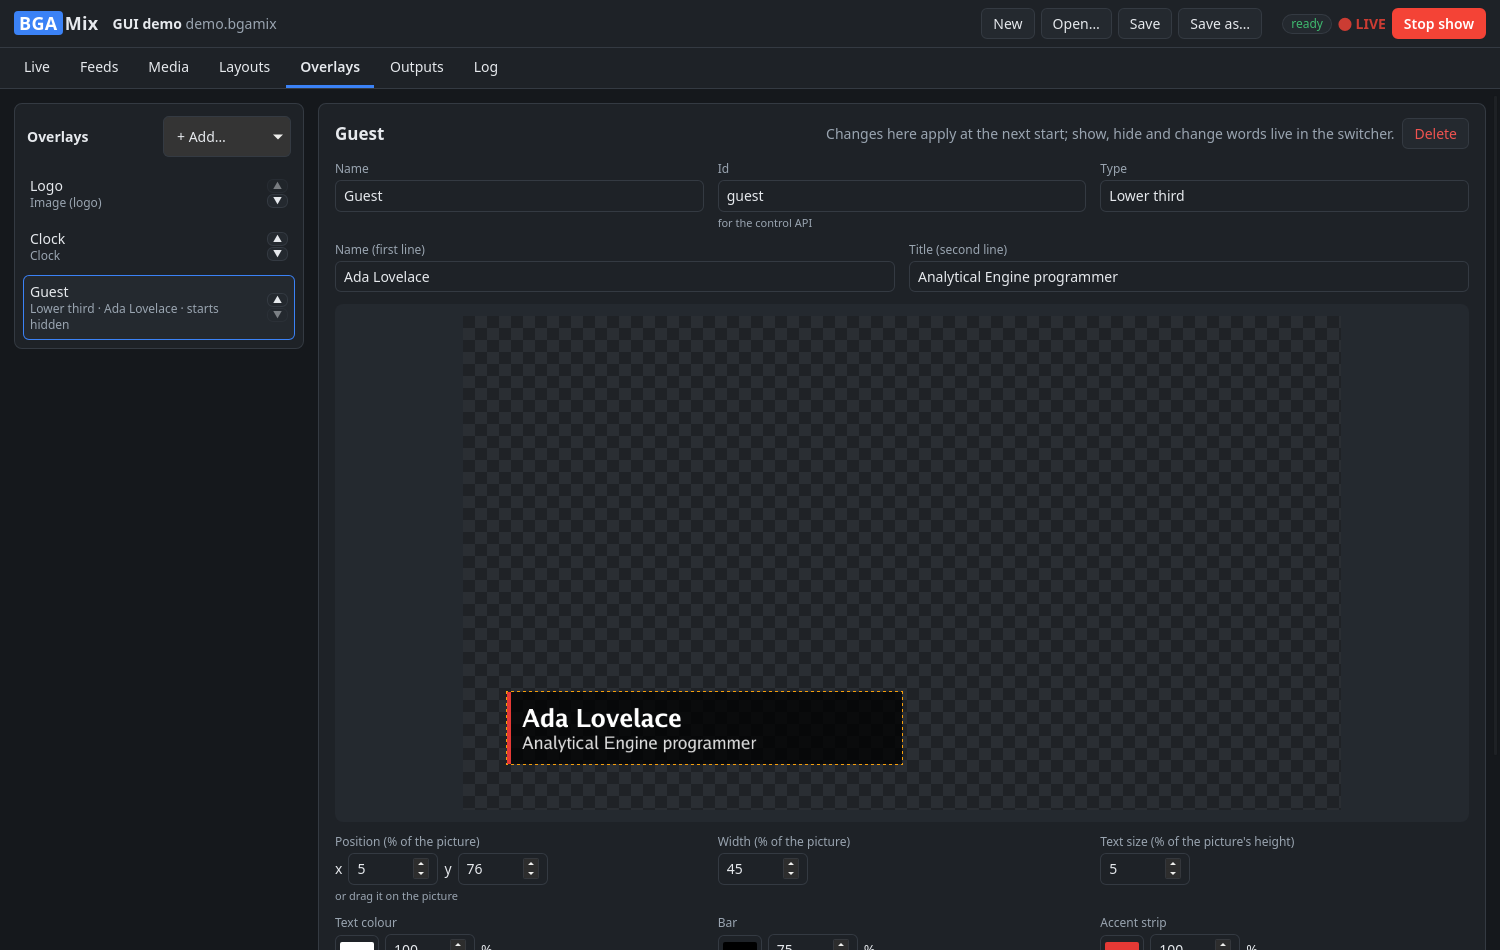 BGA Mix GUI demo demo.bgamix New Open... Save Save as... ready LIVE Stop show
Live Feeds Media Layouts Overlays Outputs Log
Overlays + Add...
Logo
Image (logo)
Clock
Clock
Guest
Lower third · Ada Lovelace · starts
hidden
Guest Changes here apply at the next start; show, hide and change words live in the switcher. Delete
Name Id Type
Guest guest Lower third
for the control API
Name (first line) Title (second line)
Ada Lovelace Analytical Engine programmer
Ada Lovelace
Analytical Engine programmer
Position (% of the picture) Width (% of the picture) Text size (% of the picture's height)
x 5 y 76 45 5
or drag it on the picture
Text colour Bar Accent strip
100 % 75 % 100 %